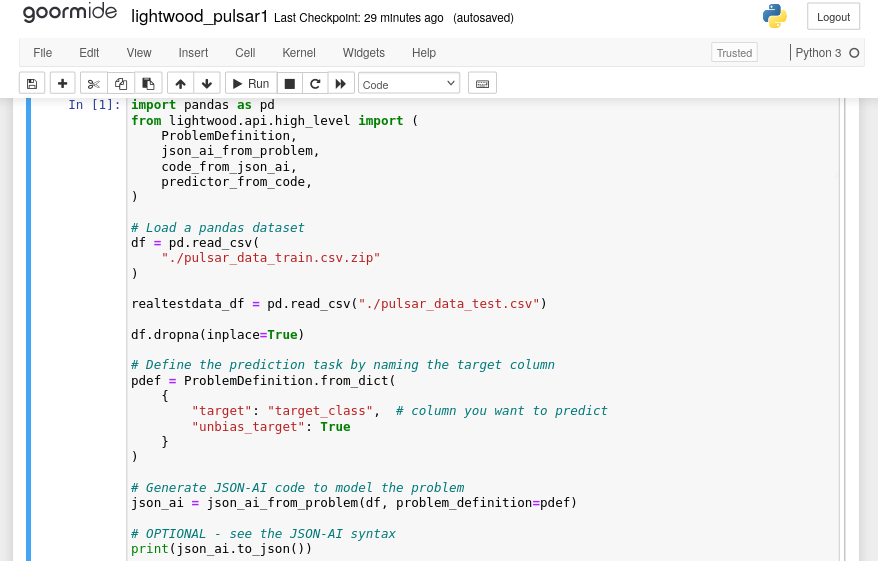 goormide lightwood_pulsar1 Last Checkpoint: 29 minutes ago (autosaved) Logout
File Edit View Insert Cell Kernel Widgets Help Trusted Python 3
Run Code
In [1]: import pandas as pd
from lightwood.api.high_level import (
    ProblemDefinition,
    json_ai_from_problem,
    code_from_json_ai,
    predictor_from_code,
)
# Load a pandas dataset
df = pd.read_csv(
    "./pulsar_data_train.csv.zip"
)
realtestdata_df = pd.read_csv("./pulsar_data_test.csv")
df.dropna(inplace=True)
# Define the prediction task by naming the target column
pdef = ProblemDefinition.from_dict(
    {
        "target": "target_class",  # column you want to predict
        "unbias_target": True
    }
)
# Generate JSON-AI code to model the problem
json_ai = json_ai_from_problem(df, problem_definition=pdef)
# OPTIONAL - see the JSON-AI syntax
print(json_ai.to_json())